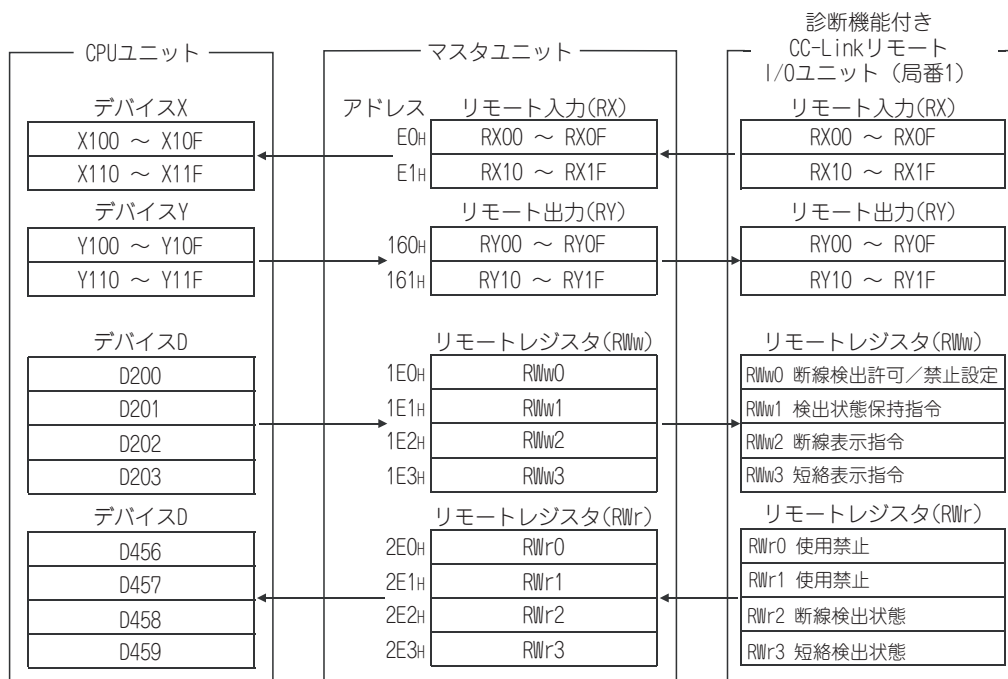 CPUユニット
デバイスX
X100 ～ X10F
X110 ～ X11F
デバイスY
Y100 ～ Y10F
Y110 ～ Y11F
デバイスD
D200
D201
D202
D203
デバイスD
D456
D457
D458
D459
マスタユニット
アドレス リモート入力(RX)
E0H RX00 ～ RX0F
E1H RX10 ～ RX1F
リモート出力(RY)
160H RY00 ～ RY0F
161H RY10 ～ RY1F
リモートレジスタ(RWw)
1E0H RWw0
1E1H RWw1
1E2H RWw2
1E3H RWw3
リモートレジスタ(RWr)
2E0H RWr0
2E1H RWr1
2E2H RWr2
2E3H RWr3
診断機能付き
CC-Linkリモート
I/Oユニット（局番1）
リモート入力(RX)
RX00 ～ RX0F
RX10 ～ RX1F
リモート出力(RY)
RY00 ～ RY0F
RY10 ～ RY1F
リモートレジスタ(RWw)
RWw0 断線検出許可／禁止設定
RWw1 検出状態保持指令
RWw2 断線表示指令
RWw3 短絡表示指令
リモートレジスタ(RWr)
RWr0 使用禁止
RWr1 使用禁止
RWr2 断線検出状態
RWr3 短絡検出状態